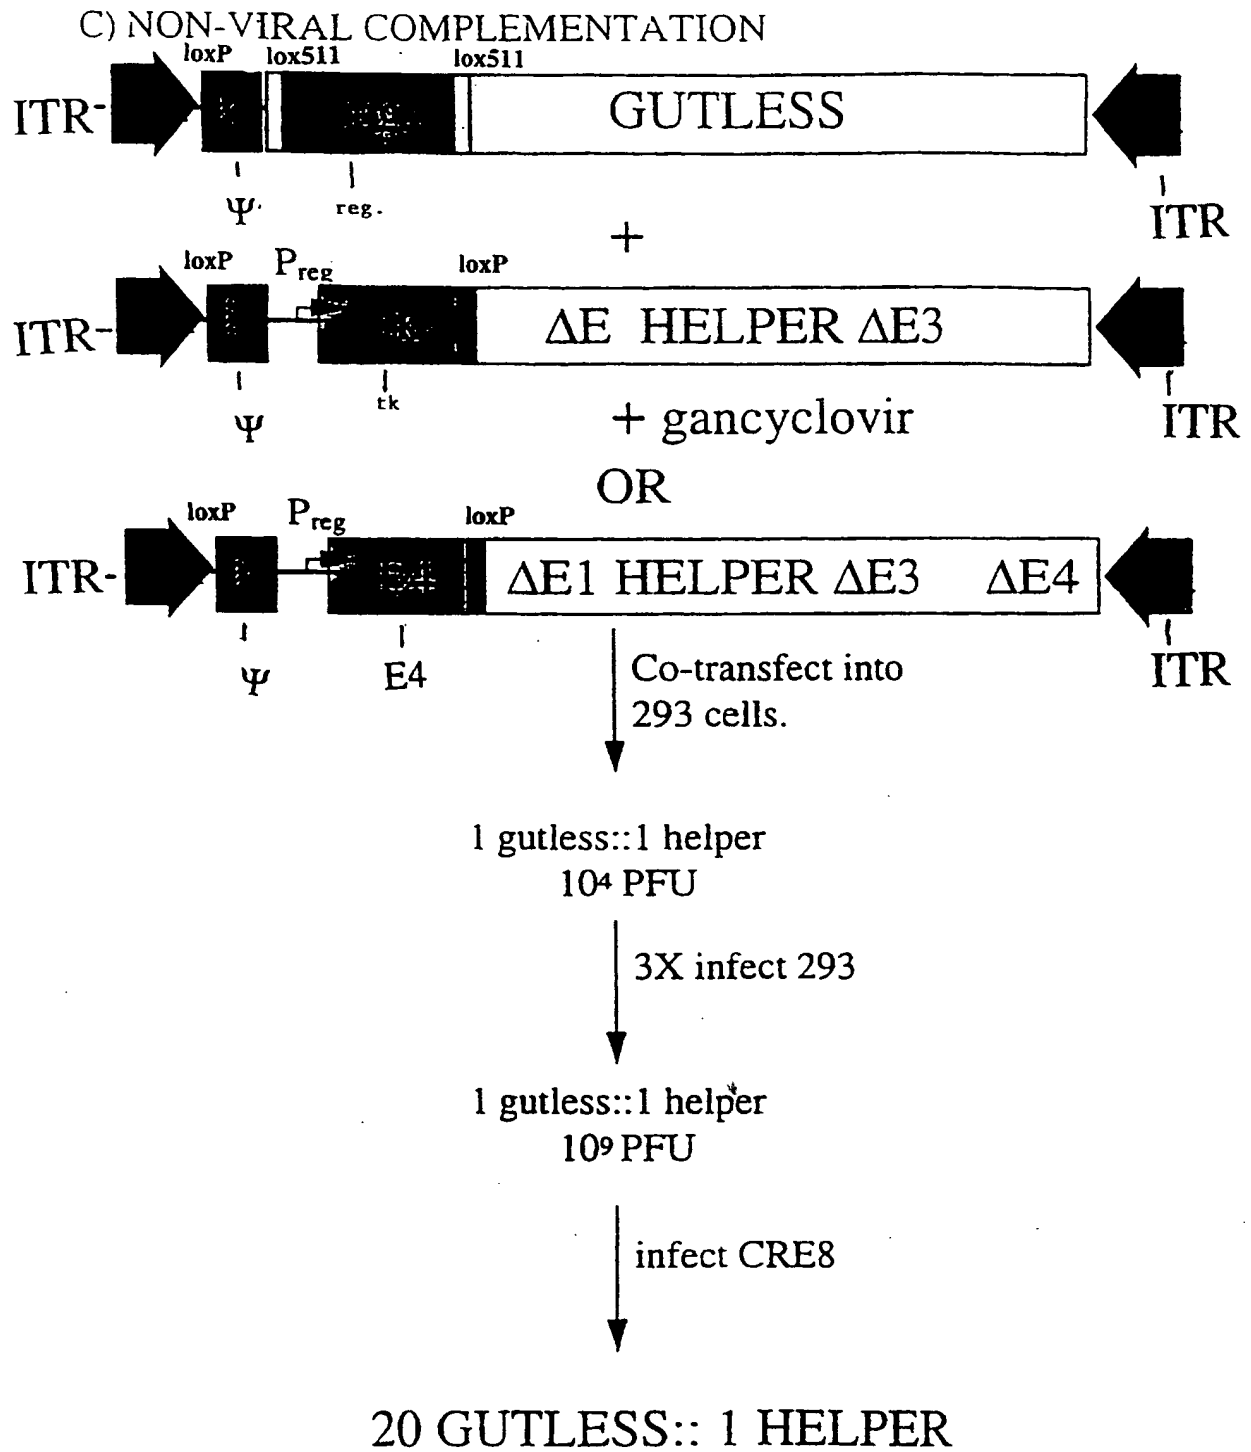 C) NON-VIRAL COMPLEMENTATION
loxP lox511 lox511
ITR- GUTLESS
Ψ reg. ITR
+
loxP Preg loxP
ITR- ΔE HELPER ΔE3
Ψ tk ITR
+ gancyclovir
OR
loxP Preg loxP
ITR- E4 ΔE1 HELPER ΔE3 ΔE4
Ψ E4 ITR
Co-transfect into
293 cells.
1 gutless::1 helper
10⁴ PFU
3X infect 293
1 gutless::1 helper
10⁹ PFU
infect CRE8
20 GUTLESS:: 1 HELPER